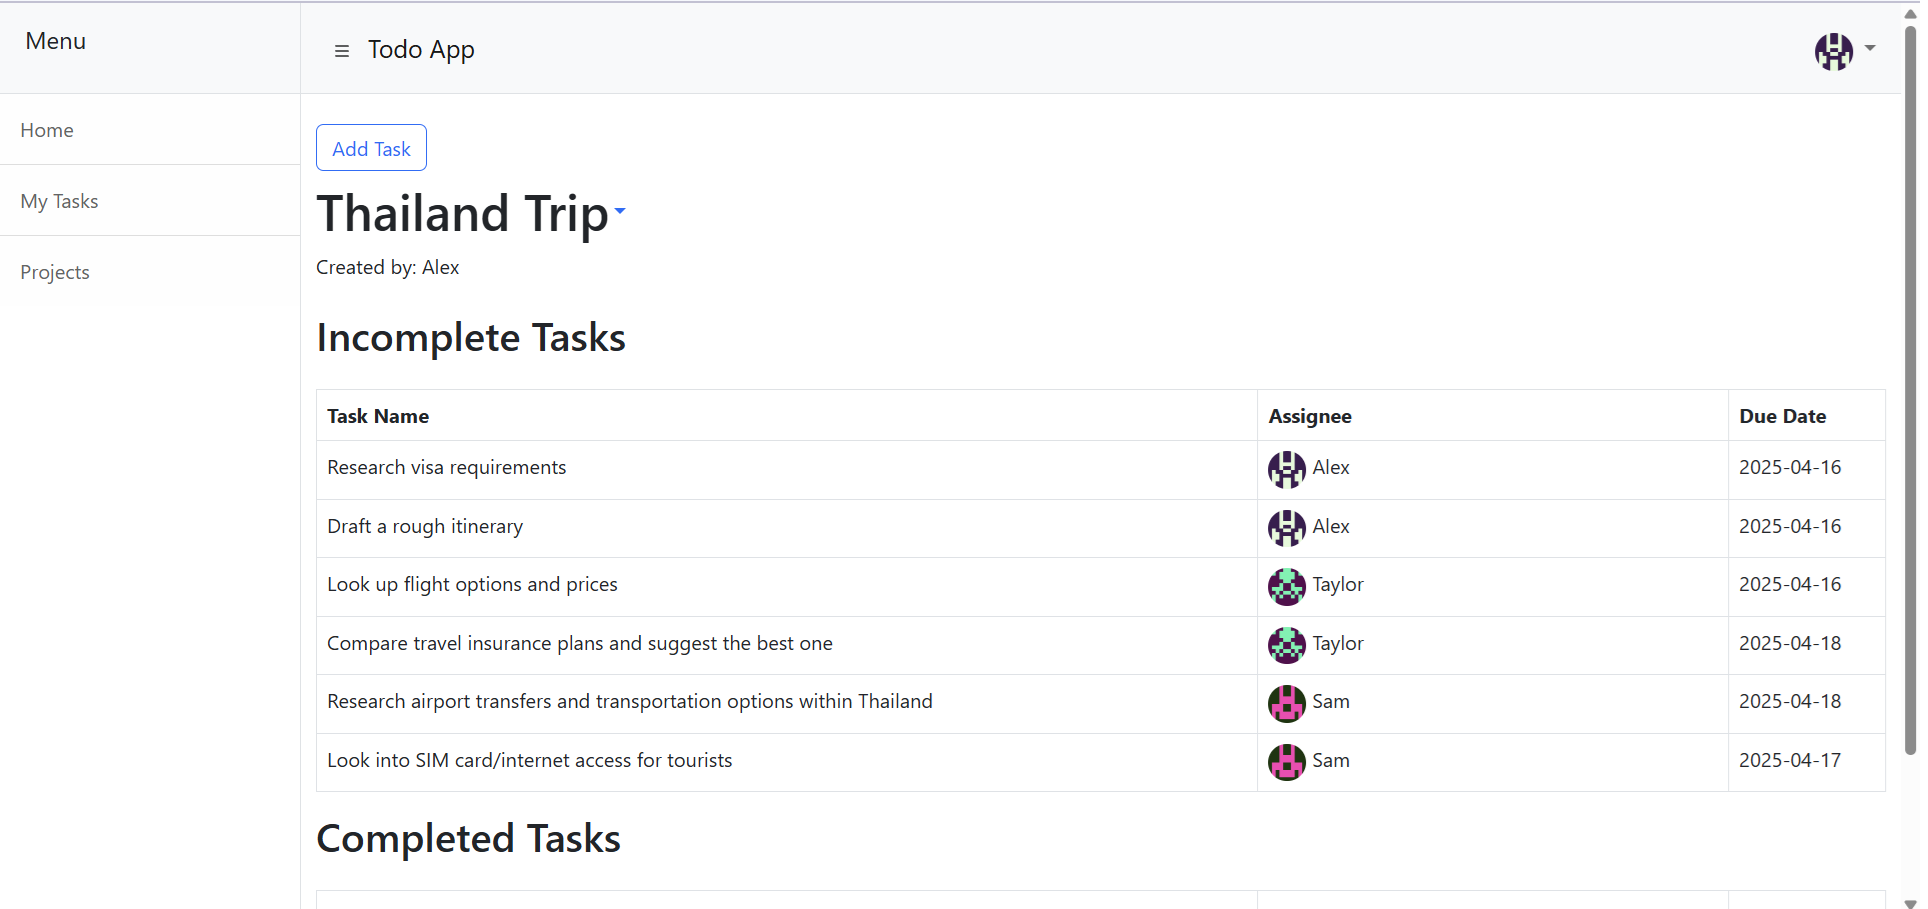 Menu
Todo App
Home
My Tasks
Projects
Add Task
Thailand Trip
Created by: Alex
Incomplete Tasks
Task Name Assignee Due Date
Research visa requirements Alex 2025-04-16
Draft a rough itinerary Alex 2025-04-16
Look up flight options and prices Taylor 2025-04-16
Compare travel insurance plans and suggest the best one Taylor 2025-04-18
Research airport transfers and transportation options within Thailand Sam 2025-04-18
Look into SIM card/internet access for tourists Sam 2025-04-17
Completed Tasks